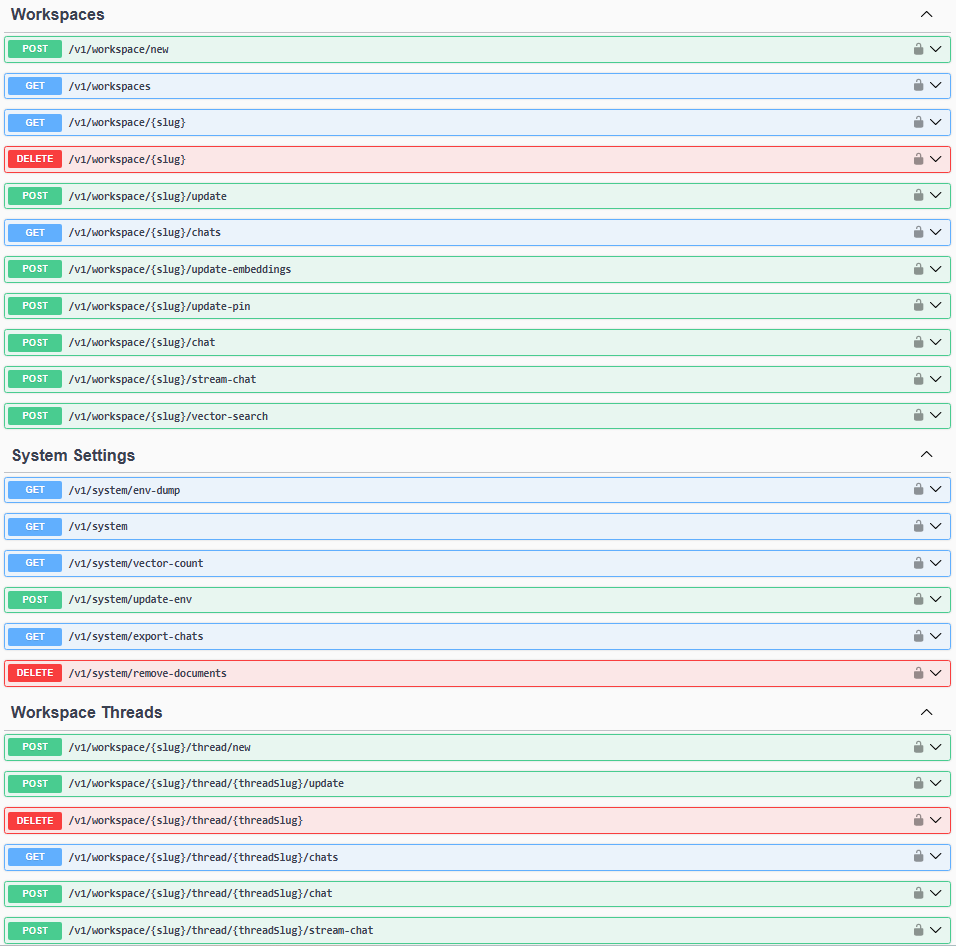 Workspaces
POST /v1/workspace/new
GET /v1/workspaces
GET /v1/workspace/{slug}
DELETE /v1/workspace/{slug}
POST /v1/workspace/{slug}/update
GET /v1/workspace/{slug}/chats
POST /v1/workspace/{slug}/update-embeddings
POST /v1/workspace/{slug}/update-pin
POST /v1/workspace/{slug}/chat
POST /v1/workspace/{slug}/stream-chat
POST /v1/workspace/{slug}/vector-search
System Settings
GET /v1/system/env-dump
GET /v1/system
GET /v1/system/vector-count
POST /v1/system/update-env
GET /v1/system/export-chats
DELETE /v1/system/remove-documents
Workspace Threads
POST /v1/workspace/{slug}/thread/new
POST /v1/workspace/{slug}/thread/{threadSlug}/update
DELETE /v1/workspace/{slug}/thread/{threadSlug}
GET /v1/workspace/{slug}/thread/{threadSlug}/chats
POST /v1/workspace/{slug}/thread/{threadSlug}/chat
POST /v1/workspace/{slug}/thread/{threadSlug}/stream-chat